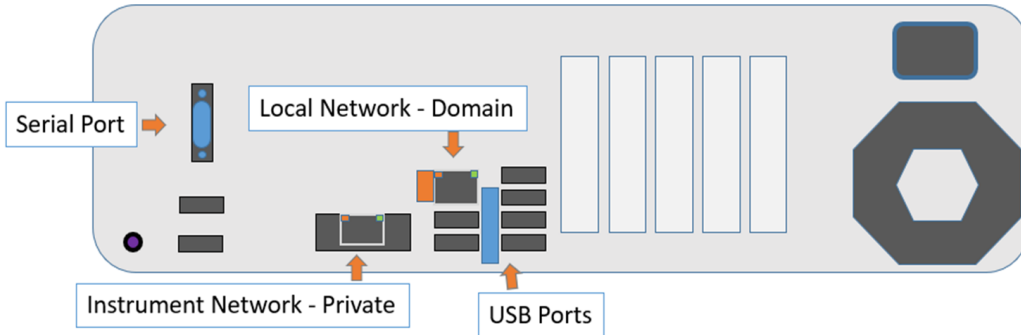 Serial Port
Local Network - Domain
Instrument Network - Private
USB Ports